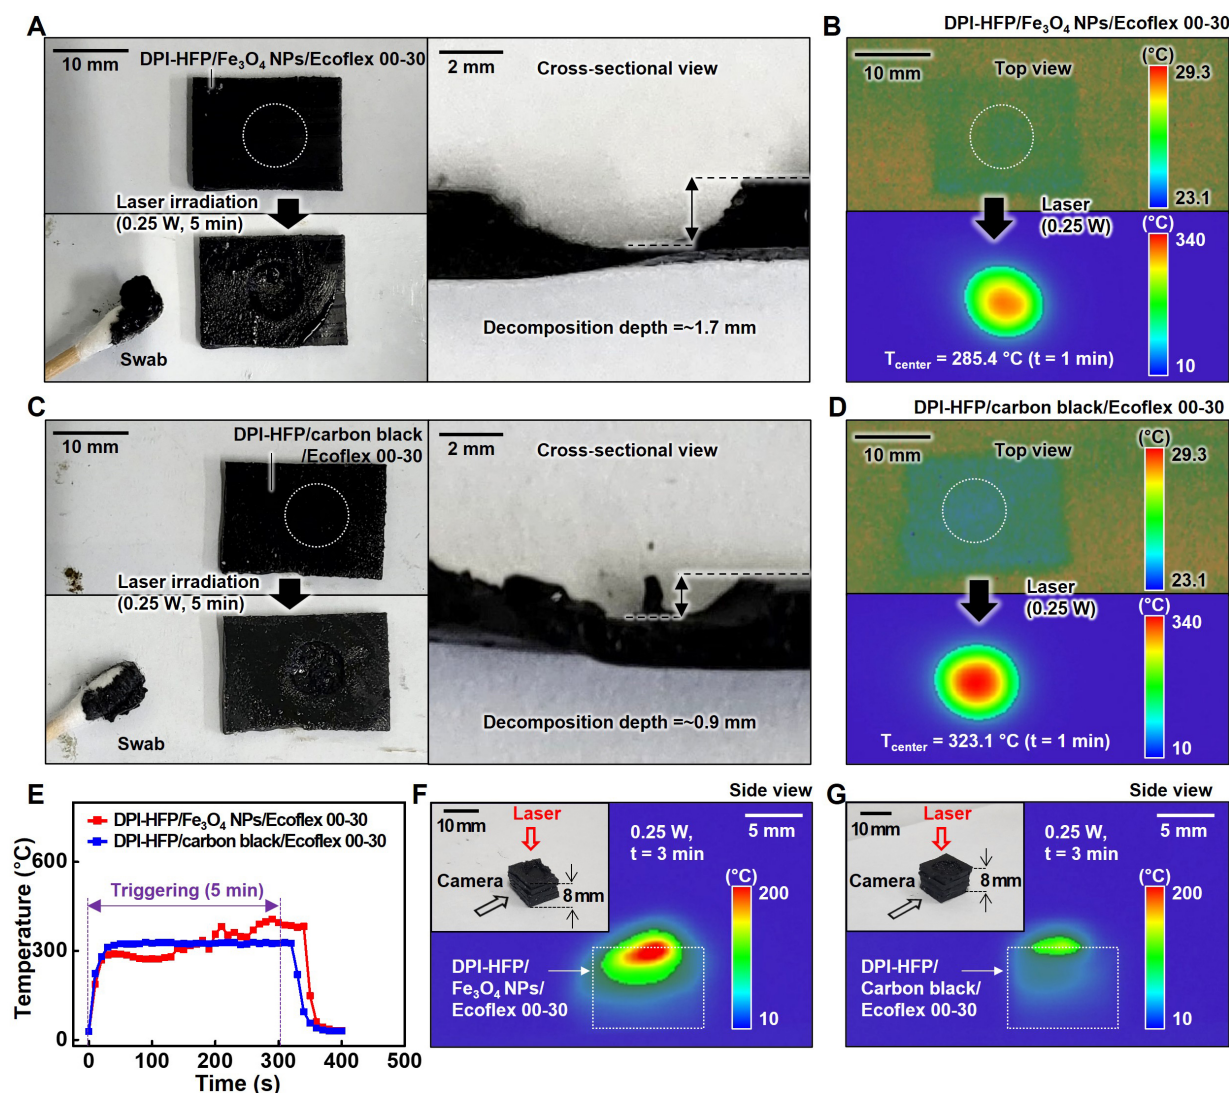 A
10 mm
DPI-HFP/Fe₃O₄ NPs/Ecoflex 00-30
Laser irradiation
(0.25 W, 5 min)
Swab
2 mm
Cross-sectional view
Decomposition depth =~1.7 mm
B
DPI-HFP/Fe₃O₄ NPs/Ecoflex 00-30
10 mm
Top view
(°C)
29.3
23.1
Laser
(0.25 W)
(°C)
340
10
T_center = 285.4 °C (t = 1 min)
C
10 mm
DPI-HFP/carbon black
/Ecoflex 00-30
Laser irradiation
(0.25 W, 5 min)
Swab
2 mm
Cross-sectional view
Decomposition depth =~0.9 mm
D
DPI-HFP/carbon black/Ecoflex 00-30
10 mm
Top view
(°C)
29.3
23.1
Laser
(0.25 W)
(°C)
340
10
T_center = 323.1 °C (t = 1 min)
E
DPI-HFP/Fe₃O₄ NPs/Ecoflex 00-30
DPI-HFP/carbon black/Ecoflex 00-30
Triggering (5 min)
Temperature (°C)
600
300
0
0 100 200 300 400 500
Time (s)
F
Side view
10 mm
Laser
Camera
8 mm
0.25 W,
t = 3 min
5 mm
(°C)
200
10
DPI-HFP/
Fe₃O₄ NPs/
Ecoflex 00-30
G
Side view
10 mm
Laser
Camera
8 mm
0.25 W,
t = 3 min
5 mm
(°C)
200
10
DPI-HFP/
Carbon black/
Ecoflex 00-30